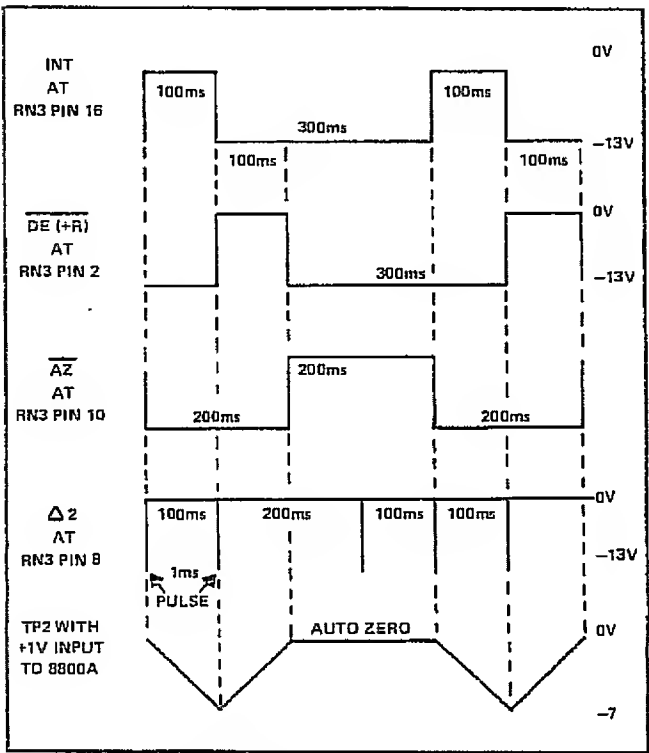 INT
AT
RN3 PIN 16
100ms
300ms
100ms
100ms
100ms
0V
-13V
DE (+R)
AT
RN3 PIN 2
300ms
0V
-13V
AZ
AT
RN3 PIN 10
200ms
200ms
200ms
Δ2
AT
RN3 PIN 8
100ms
200ms
100ms
100ms
0V
-13V
1ms
PULSE
TP2 WITH
+1V INPUT
TO 8800A
AUTO ZERO
0V
-7